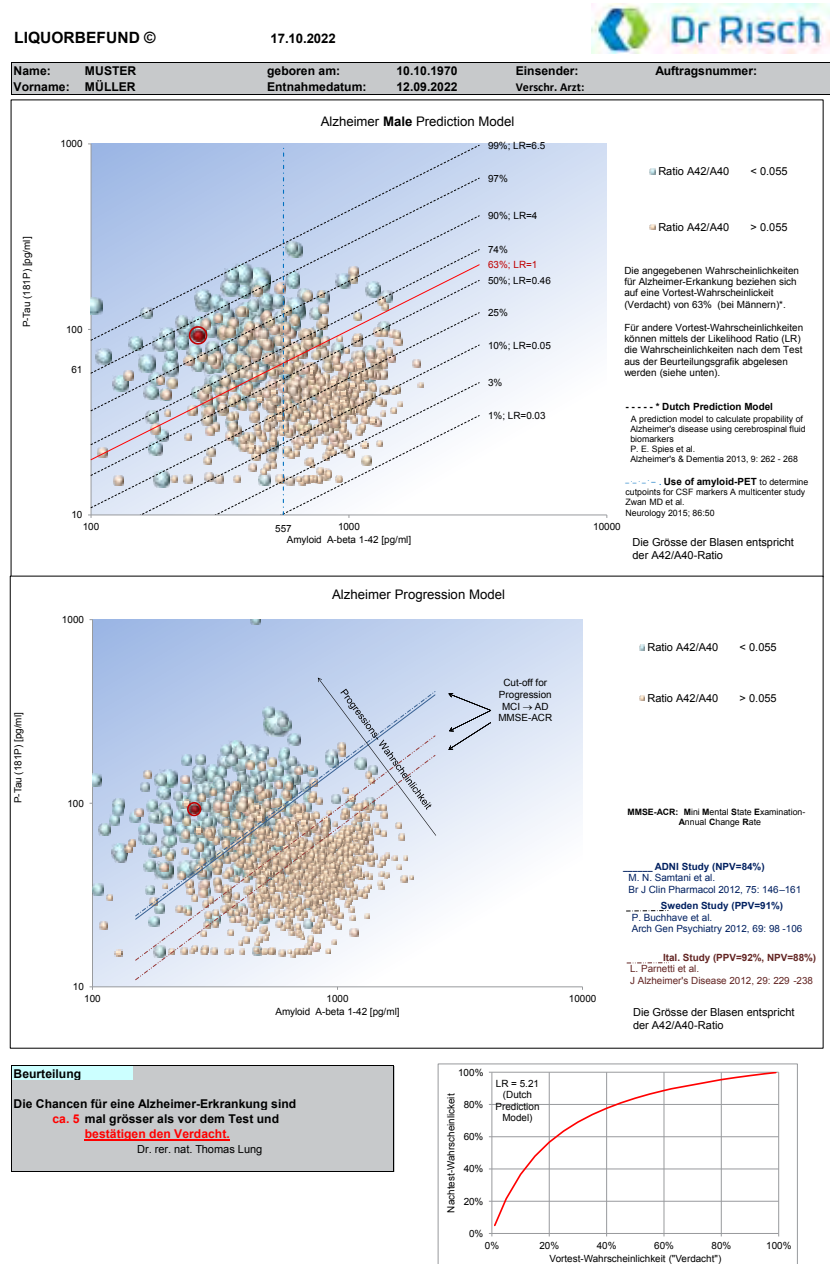 Dr Risch
LIQUORBEFUND © 17.10.2022
Name: MUSTER geboren am: 10.10.1970 Einsender: Auftragsnummer:
Vorname: MÜLLER Entnahmedatum: 12.09.2022 Verschr. Arzt:
Alzheimer Male Prediction Model
P-Tau (181P) [pg/ml]
1000
100
61
10
100
557
1000
10000
Amyloid A-beta 1-42 [pg/ml]
99%; LR=6.5
97%
90%; LR=4
74%
63%; LR=1
50%; LR=0.46
25%
10%; LR=0.05
3%
1%; LR=0.03
Ratio A42/A40 < 0.055
Ratio A42/A40 > 0.055
Die angegebenen Wahrscheinlichkeiten
für Alzheimer-Erkankung beziehen sich
auf eine Vortest-Wahrscheinlickeit
(Verdacht) von 63% (bei Männern)*.
Für andere Vortest-Wahrscheinlichkeiten
können mittels der Likelihood Ratio (LR)
die Wahrscheinlichkeiten nach dem Test
aus der Beurteilungsgrafik abgelesen
werden (siehe unten).
----- * Dutch Prediction Model
A prediction model to calculate propability of
Alzheimer's disease using cerebrospinal fluid
biomarkers
P. E. Spies et al.
Alzheimer's & Dementia 2013, 9: 262 - 268
Use of amyloid-PET to determine
cutpoints for CSF markers A multicenter study
Zwan MD et al.
Neurology 2015; 86:50
Die Grösse der Blasen entspricht
der A42/A40-Ratio
Alzheimer Progression Model
P-Tau (181P) [pg/ml]
1000
100
10
100
1000
10000
Amyloid A-beta 1-42 [pg/ml]
Progressions-Wahrscheinlichkeit
Cut-off for
Progression
MCI → AD
MMSE-ACR
Ratio A42/A40 < 0.055
Ratio A42/A40 > 0.055
MMSE-ACR: Mini Mental State Examination-
Annual Change Rate
ADNI Study (NPV=84%)
M. N. Samtani et al.
Br J Clin Pharmacol 2012, 75: 146–161
Sweden Study (PPV=91%)
P. Buchhave et al.
Arch Gen Psychiatry 2012, 69: 98 -106
Ital. Study (PPV=92%, NPV=88%)
L. Parnetti et al.
J Alzheimer's Disease 2012, 29: 229 -238
Die Grösse der Blasen entspricht
der A42/A40-Ratio
Beurteilung
Die Chancen für eine Alzheimer-Erkrankung sind
ca. 5 mal grösser als vor dem Test und
bestätigen den Verdacht.
Dr. rer. nat. Thomas Lung
Nachtest-Wahrscheinlickeit
100%
80%
60%
40%
20%
0%
LR = 5.21
(Dutch
Prediction
Model)
0% 20% 40% 60% 80% 100%
Vortest-Wahrscheinlichkeit ("Verdacht")